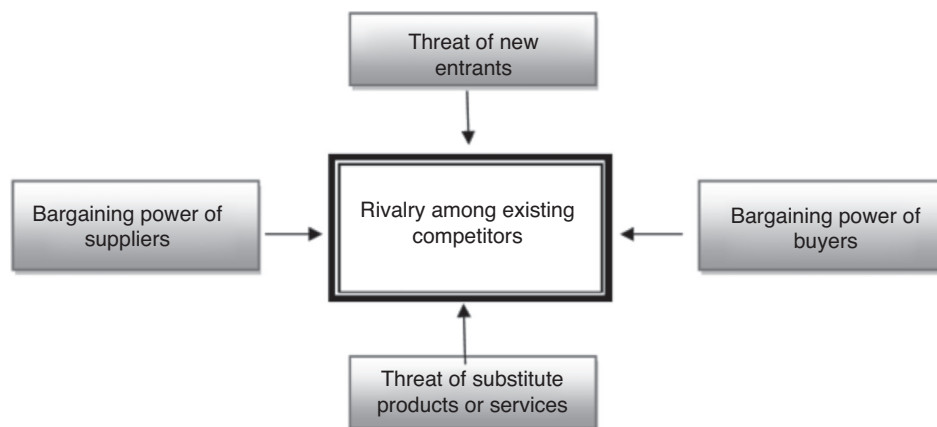 Threat of new
entrants
Bargaining power of
suppliers
Rivalry among existing
competitors
Bargaining power of
buyers
Threat of substitute
products or services